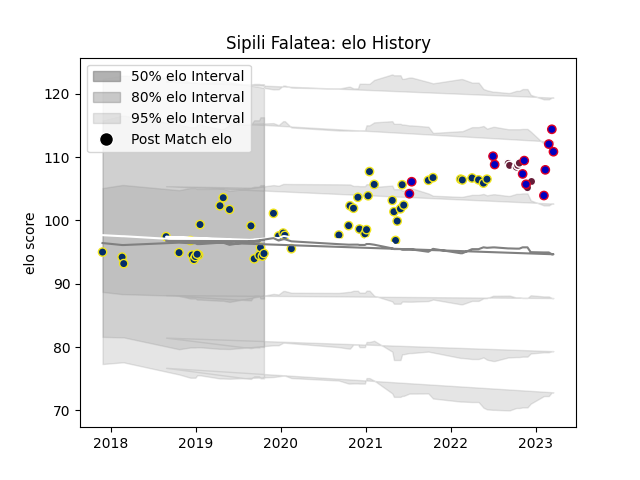 Sipili Falatea: elo History
50% elo Interval
80% elo Interval
95% elo Interval
Post Match elo
elo score
120
110
100
90
80
70
2018 2019 2020 2021 2022 2023